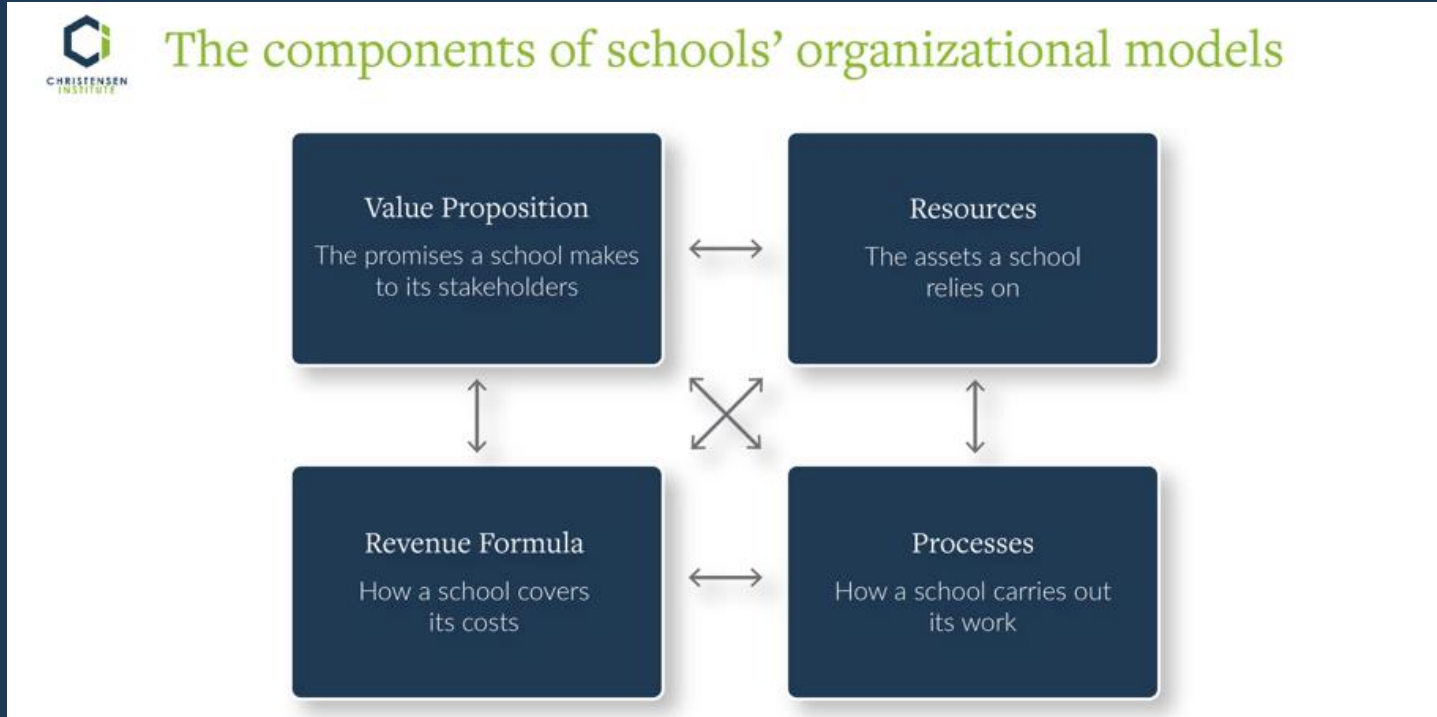 CHRISTENSEN
INSTITUTE
The components of schools’ organizational models
Value Proposition
The promises a school makes
to its stakeholders
Resources
The assets a school
relies on
Revenue Formula
How a school covers
its costs
Processes
How a school carries out
its work